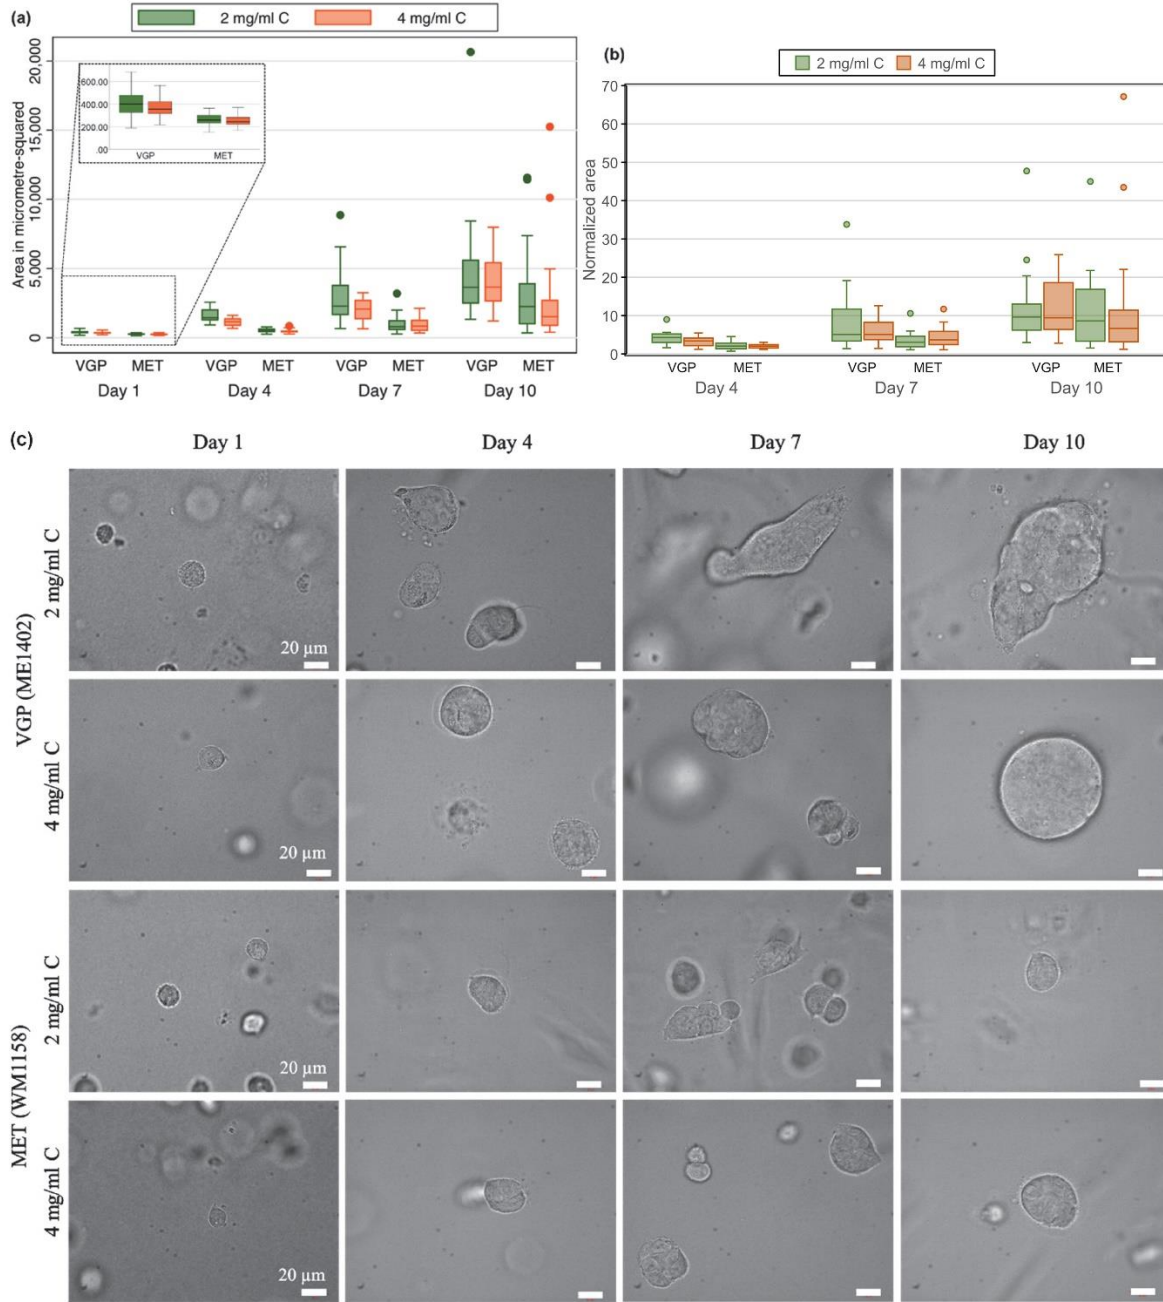 (a)
2 mg/ml C 4 mg/ml C
Area in micrometre-squared
20,000
15,000
10,000
5,000
0
600.00
400.00
200.00
.00
VGP MET
VGP MET VGP MET VGP MET VGP MET
Day 1 Day 4 Day 7 Day 10
(b)
2 mg/ml C 4 mg/ml C
Normalized area
70
60
50
40
30
20
10
0
VGP MET VGP MET VGP MET
Day 4 Day 7 Day 10
(c)
Day 1 Day 4 Day 7 Day 10
VGP (ME1402)
2 mg/ml C
20 µm
4 mg/ml C
20 µm
MET (WM1158)
2 mg/ml C
20 µm
4 mg/ml C
20 µm